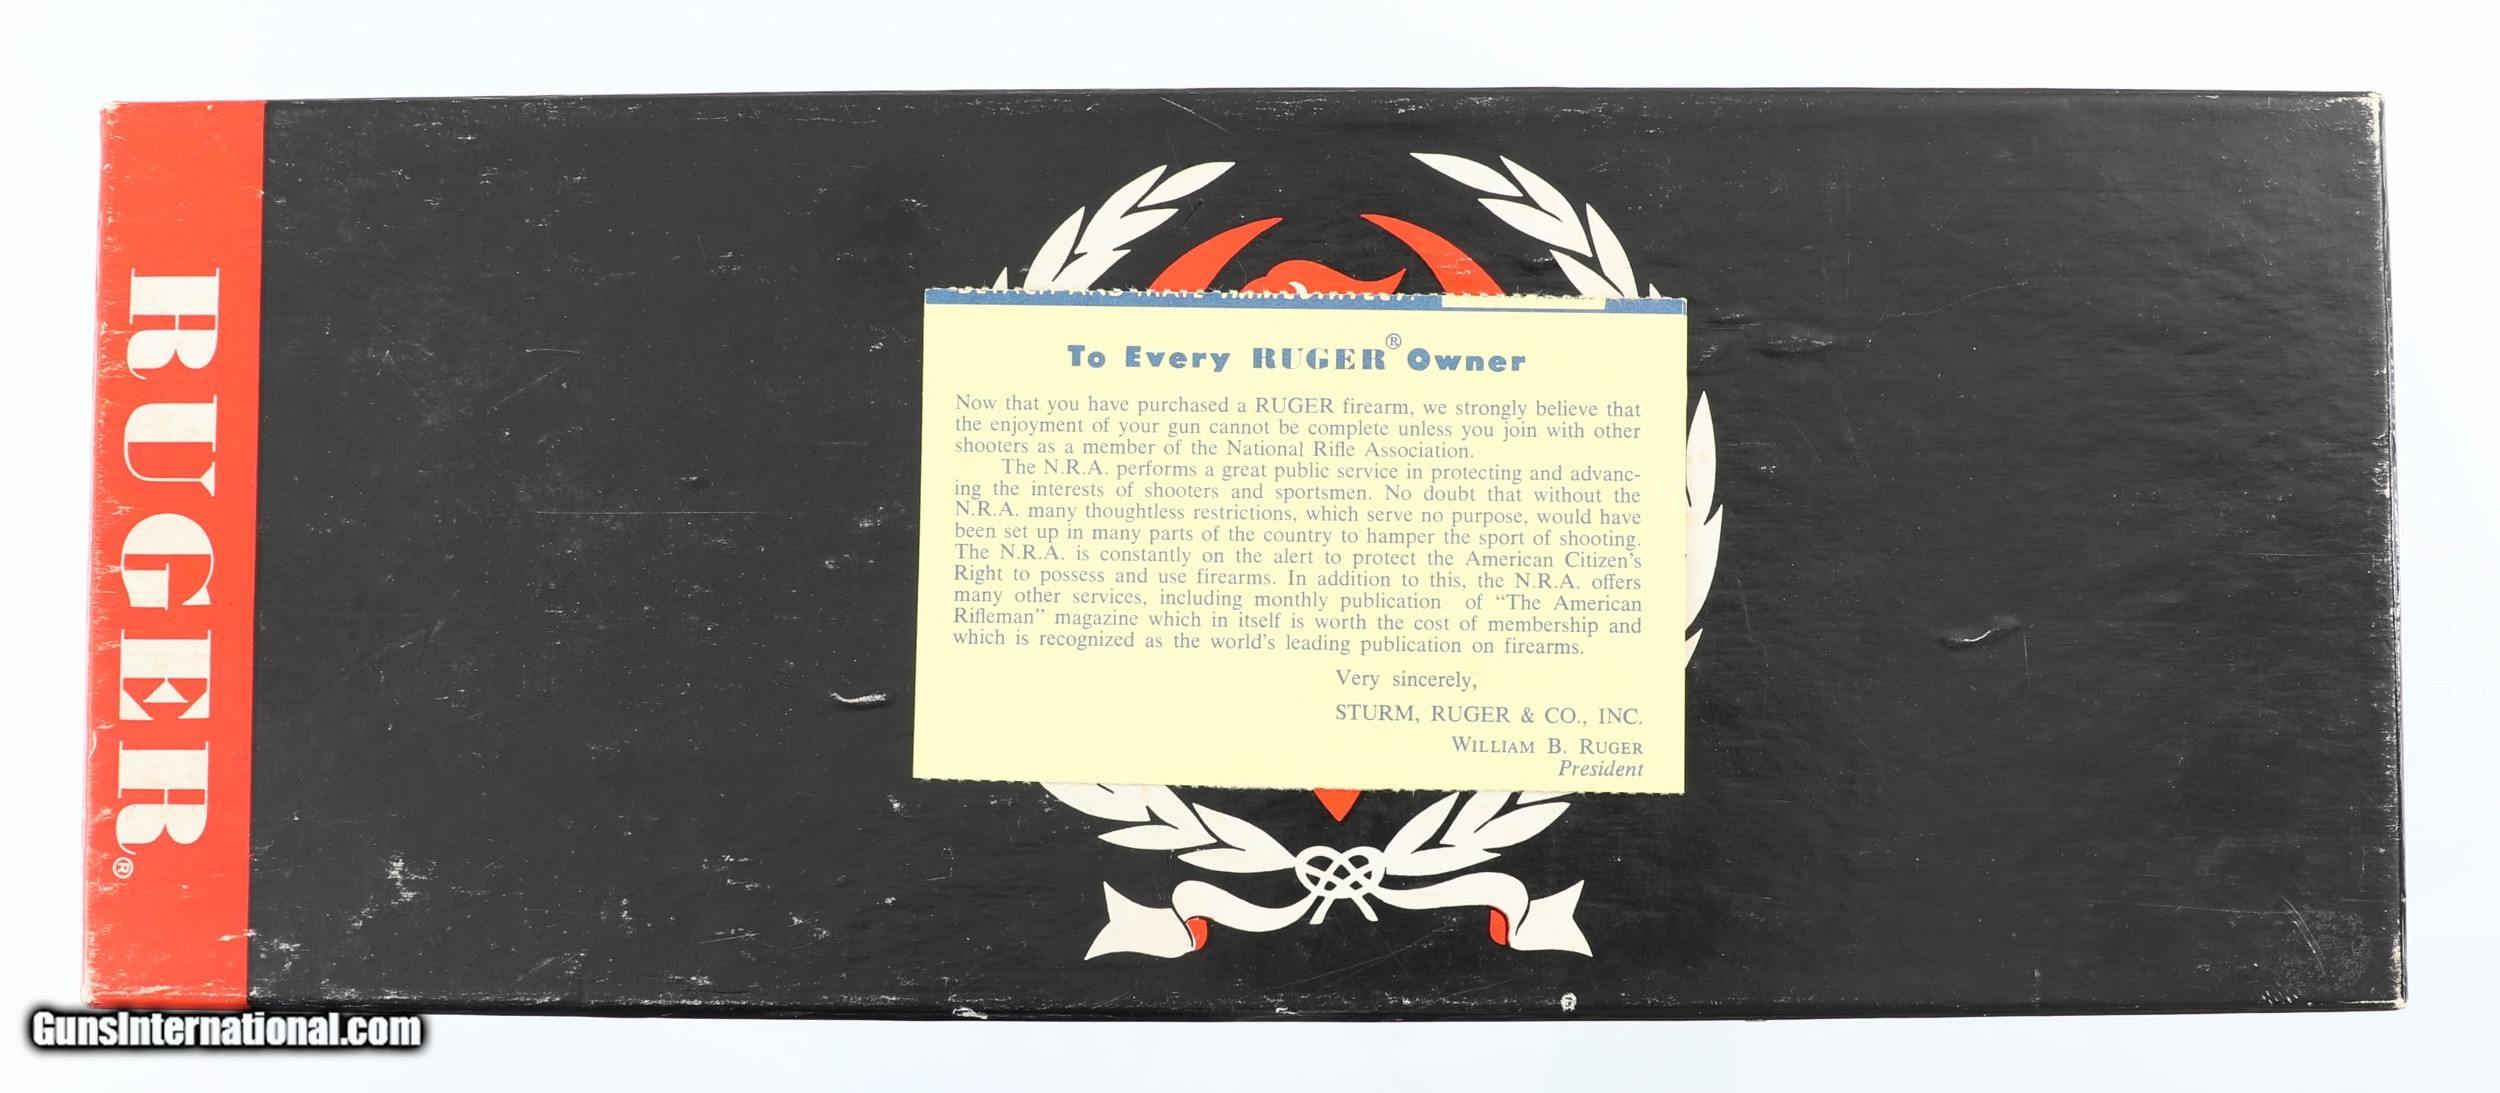 RUGER®
To Every RUGER® Owner
Now that you have purchased a RUGER firearm, we strongly believe that
the enjoyment of your gun cannot be complete unless you join with other
shooters as a member of the National Rifle Association.
The N.R.A. performs a great public service in protecting and advanc-
ing the interests of shooters and sportsmen. No doubt that without the
N.R.A. many thoughtless restrictions, which serve no purpose, would have
been set up in many parts of the country to hamper the sport of shooting.
The N.R.A. is constantly on the alert to protect the American Citizen's
Right to possess and use firearms. In addition to this, the N.R.A. offers
many other services, including monthly publication of "The American
Rifleman" magazine which in itself is worth the cost of membership and
which is recognized as the world's leading publication on firearms.
Very sincerely,
STURM, RUGER & CO., INC.
WILLIAM B. RUGER
President
GunsInternational.com